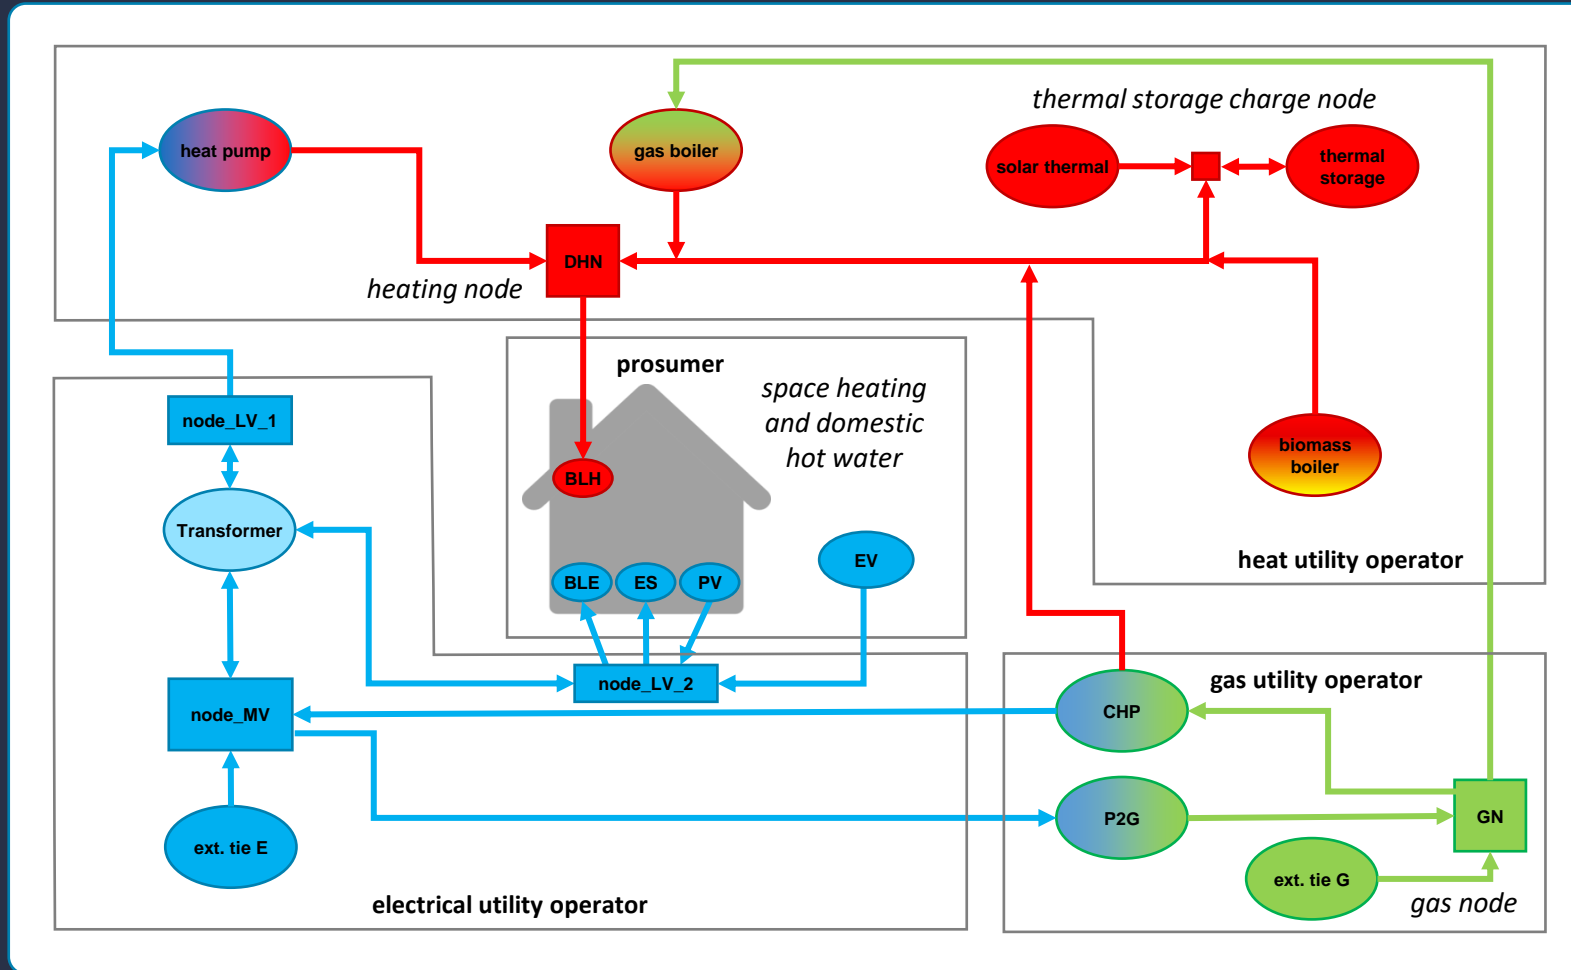 thermal storage charge node
heat pump
gas boiler
solar thermal
thermal
storage
DHN
heating node
prosumer
space heating
and domestic
hot water
node_LV_1
biomass
boiler
BLH
Transformer
EV
heat utility operator
BLE
ES
PV
node_LV_2
gas utility operator
node_MV
CHP
P2G
GN
ext. tie E
ext. tie G
electrical utility operator
gas node